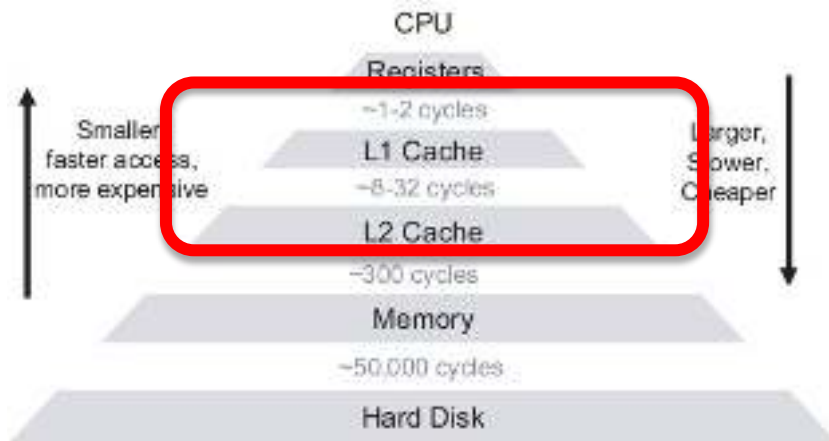 CPU
Registers
~1-2 cycles
Smaller,
faster access,
more expensive
L1 Cache
Larger,
Slower,
Cheaper
~8-32 cycles
L2 Cache
~300 cycles
Memory
~50,000 cycles
Hard Disk